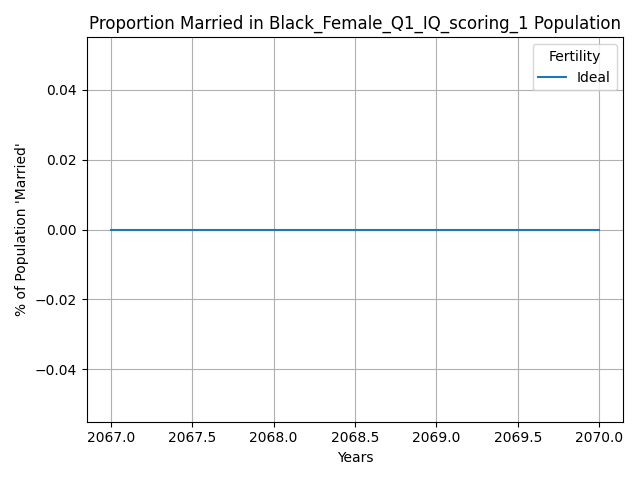 Proportion Married in Black_Female_Q1_IQ_scoring_1 Population
Fertility
Ideal
0.04
0.02
0.00
−0.02
−0.04
% of Population 'Married'
2067.0 2067.5 2068.0 2068.5 2069.0 2069.5 2070.0
Years